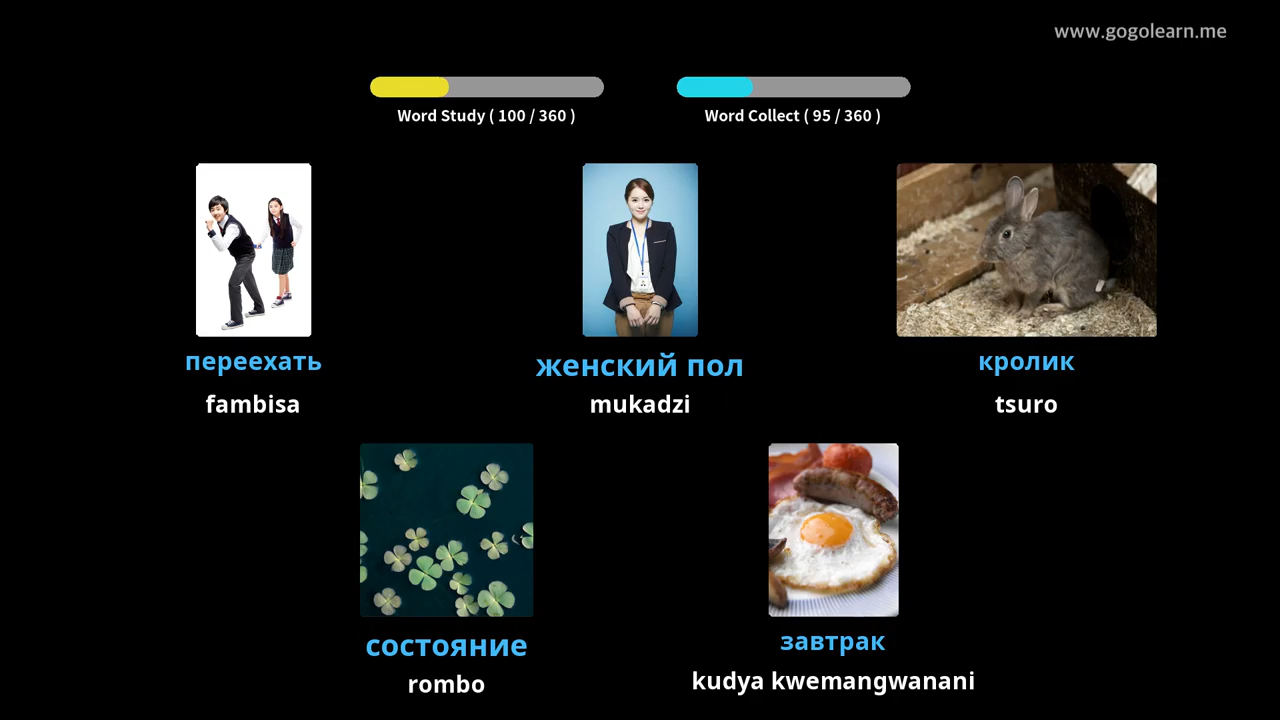 www.gogolearn.me
Word Study ( 100 / 360 )
Word Collect ( 95 / 360 )
переехать
fambisa
женский пол
mukadzi
кролик
tsuro
состояние
rombo
завтрак
kudya kwemangwanani